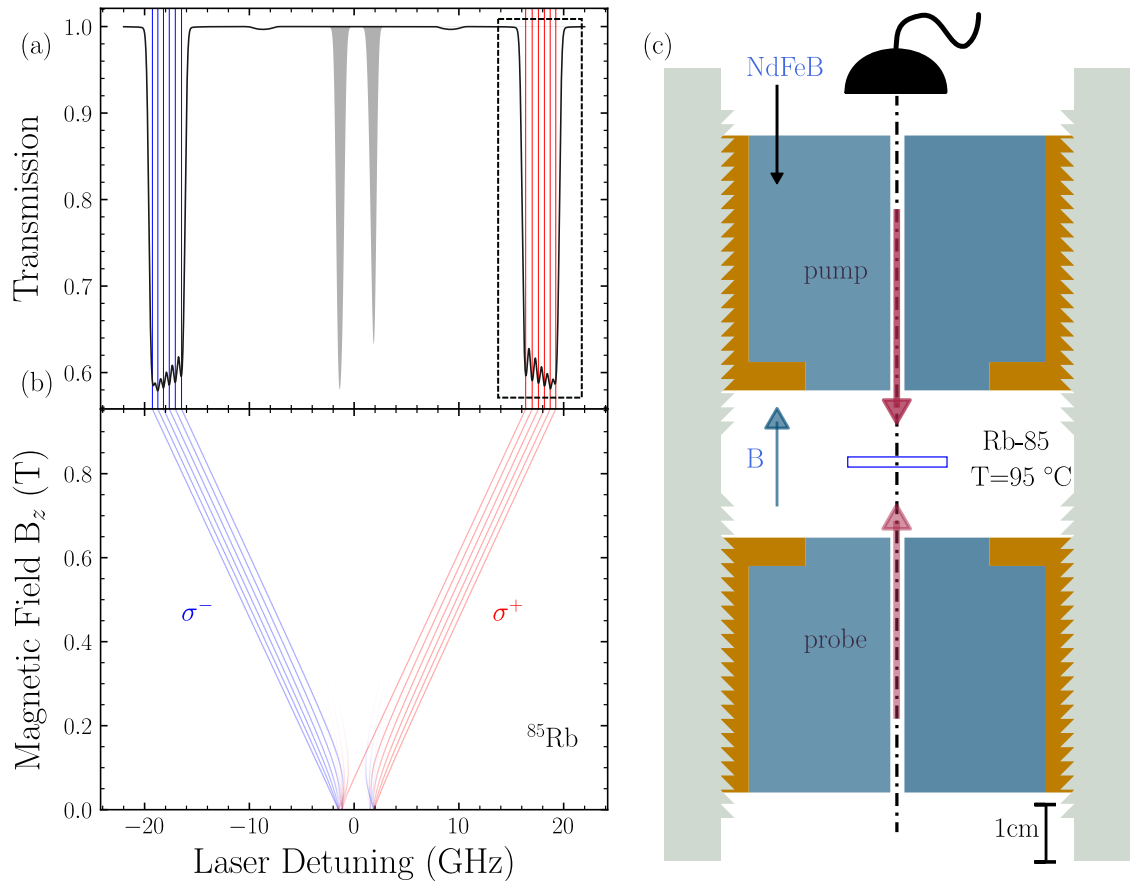 (a)
Transmission
1.0
0.9
0.8
0.7
0.6
(b)
Magnetic Field B_z (T)
0.8
0.6
0.4
0.2
0.0
σ⁻
σ⁺
⁸⁵Rb
−20
−10
0
10
20
Laser Detuning (GHz)
(c)
NdFeB
pump
B
Rb-85
T=95 °C
probe
1cm